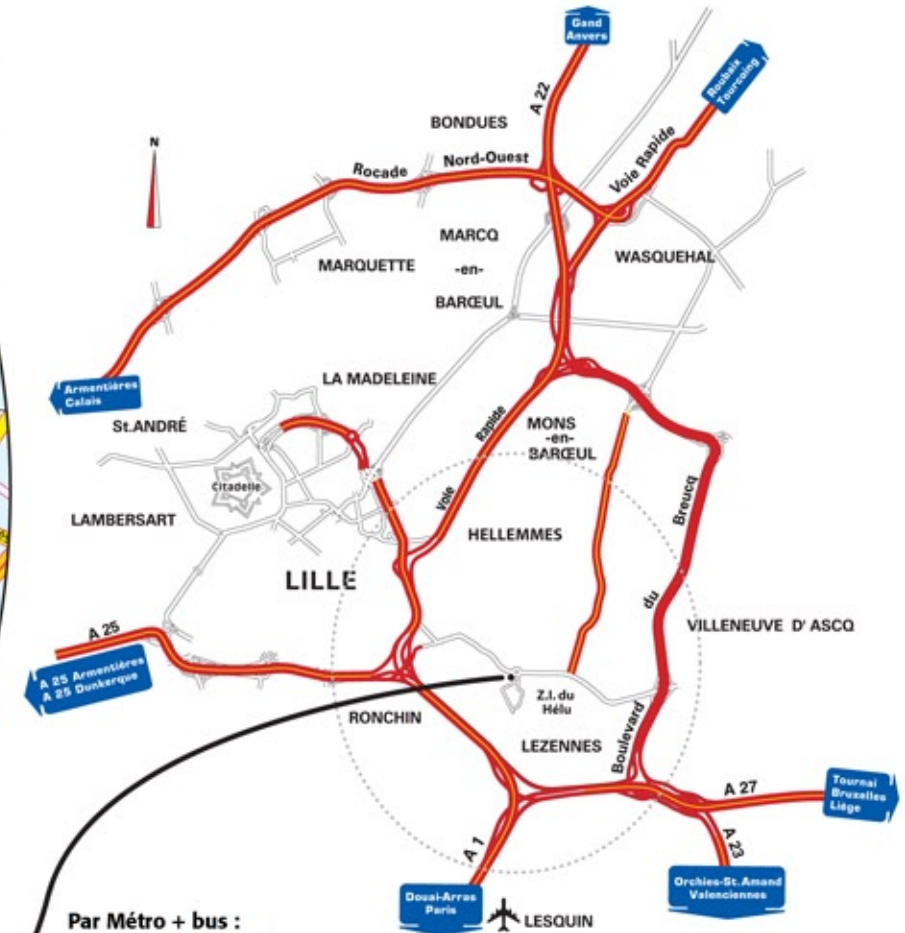 Gand
Anvers
Roubaix
Tourcoing
A 22
BONDUES
Voie Rapide
Rocade Nord-Ouest
N
MARCQ
-en-
BARŒUL
WASQUEHAL
MARQUETTE
Armentières
Calais
LA MADELEINE
St.ANDRÉ
MONS
-en-
BARŒUL
Voie Rapide
Citadelle
LAMBERSART
HELLEMMES
Boulevard du Breucq
LILLE
VILLENEUVE D' ASCQ
A 25
A 25 Armentières
A 25 Dunkerque
Z.I. du
Hélu
RONCHIN
LEZENNES
A 27
Tournai
Bruxelles
Liège
A 1
A 23
Douai-Arras
Paris
Orchies-St.Amand
Valenciennes
LESQUIN
Par Métro + bus :